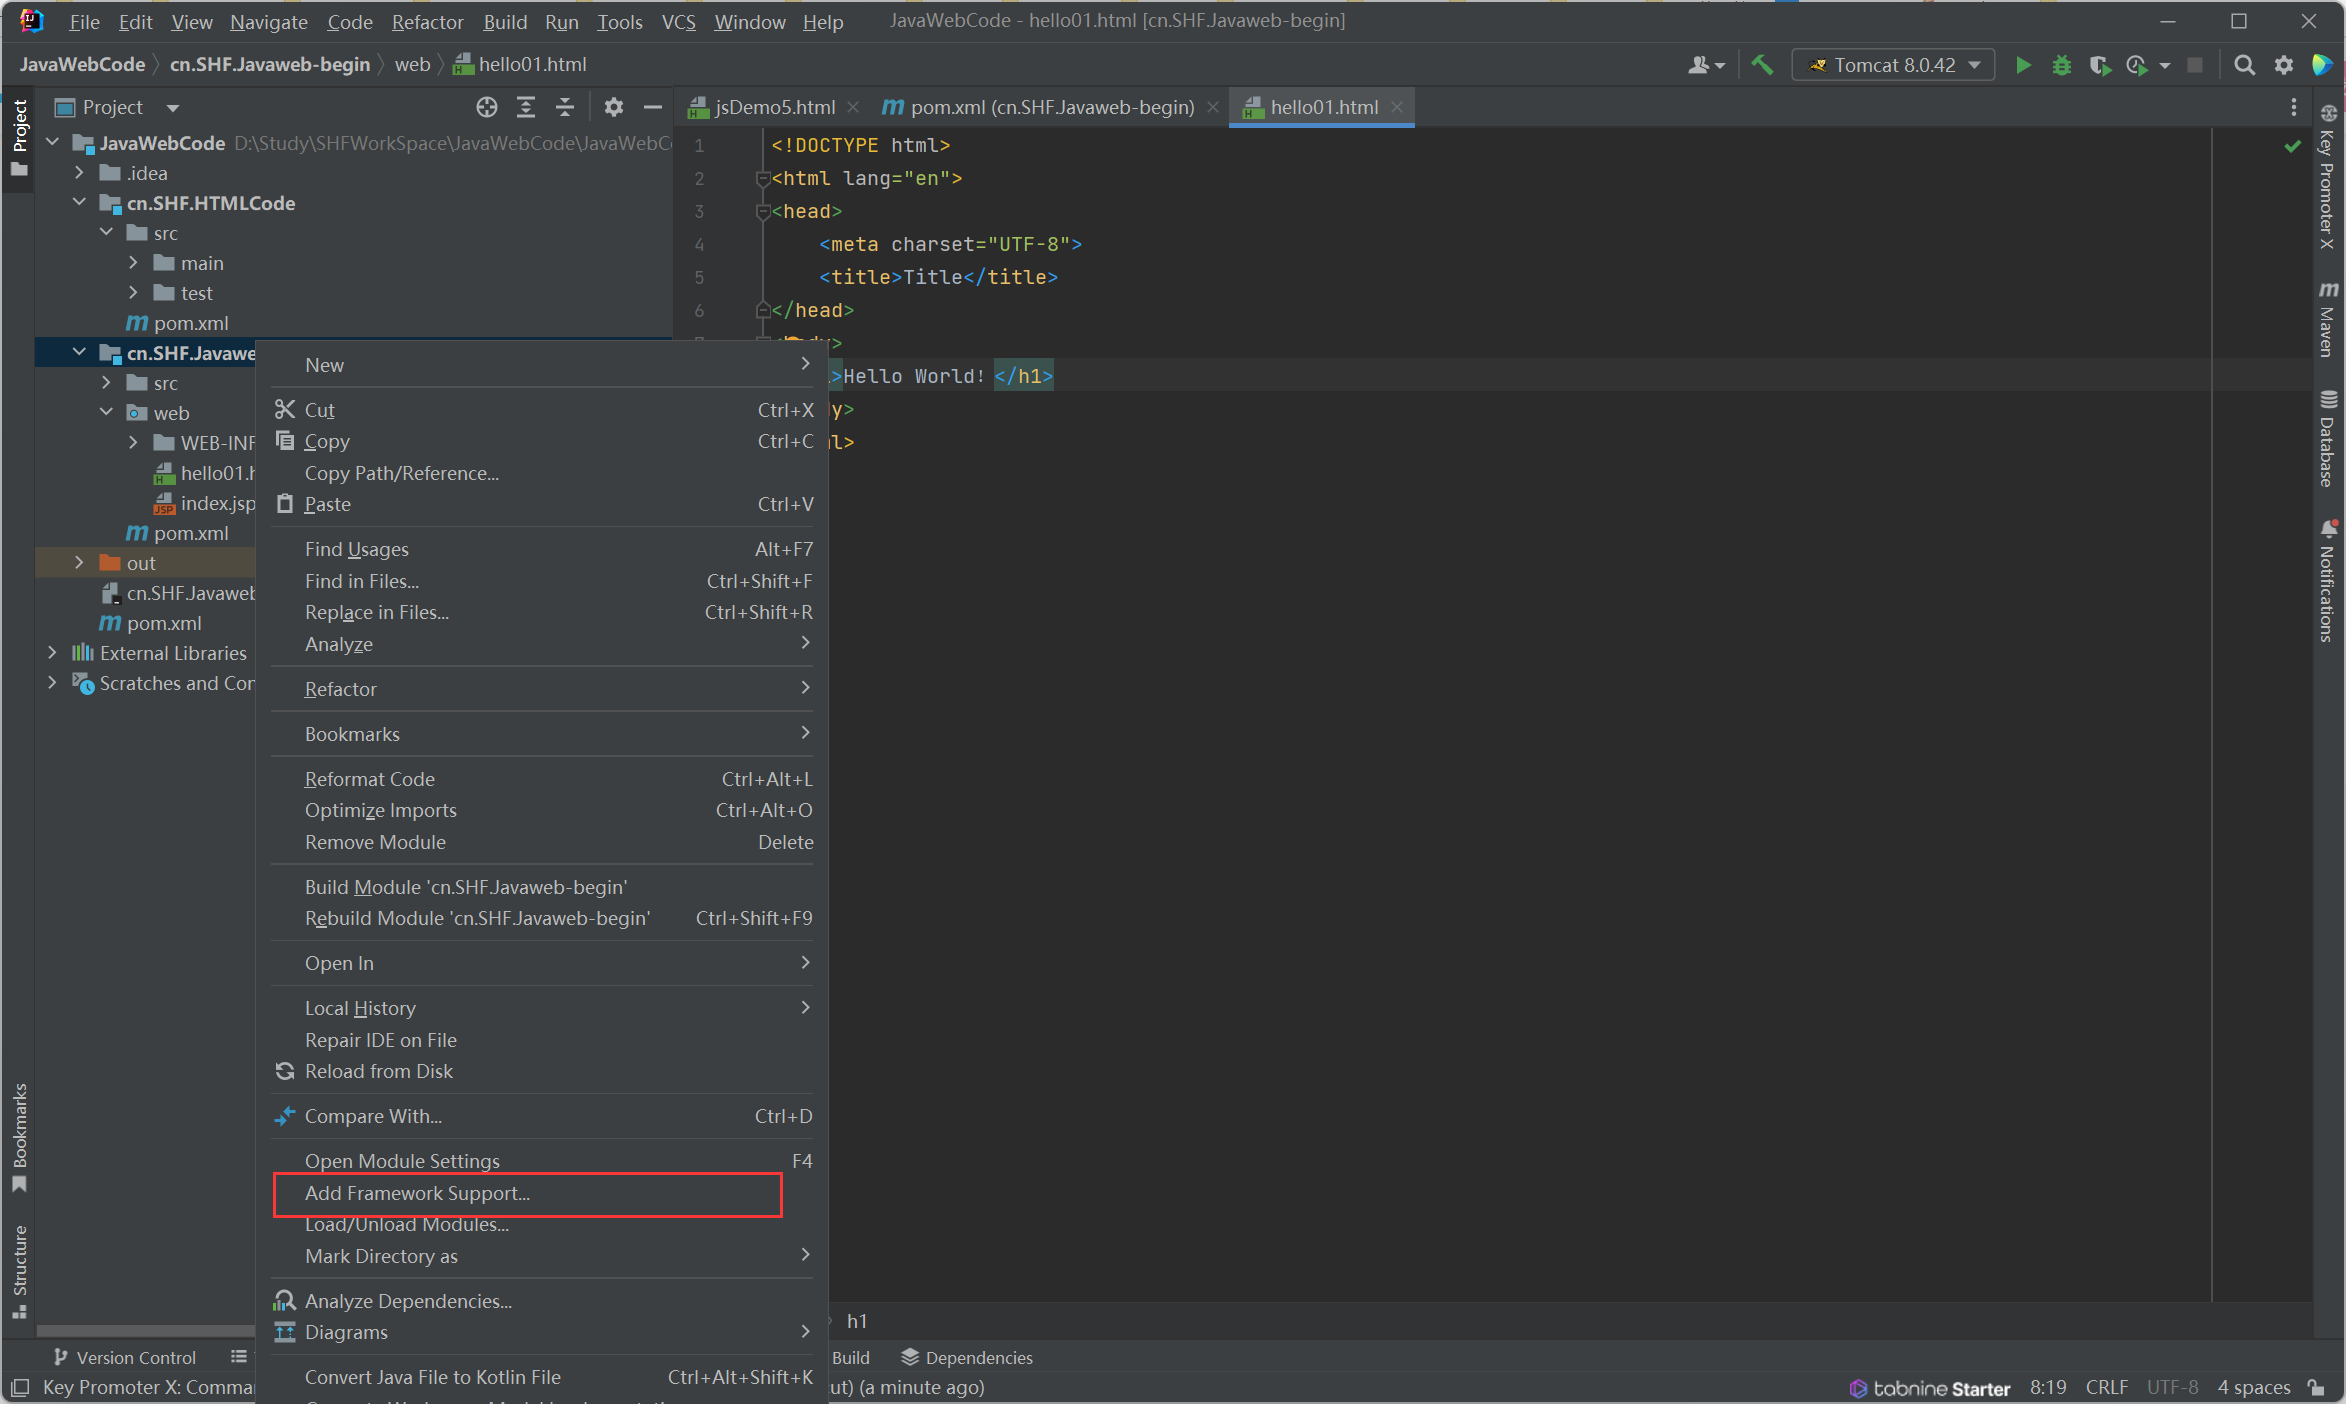 File Edit View Navigate Code Refactor Build Run Tools VCS Window Help JavaWebCode - hello01.html [cn.SHF.Javaweb-begin]
JavaWebCode cn.SHF.Javaweb-begin web hello01.html Tomcat 8.0.42
Project
jsDemo5.html pom.xml (cn.SHF.Javaweb-begin) hello01.html
Project
JavaWebCode D:\Study\SHFWorkSpace\JavaWebCode\JavaWebC
.idea
cn.SHF.HTMLCode
src
main
test
pom.xml
cn.SHF.Javawe
src
web
WEB-INF
hello01.h
index.jsp
pom.xml
out
cn.SHF.Javaweb
pom.xml
External Libraries
Scratches and Con
Bookmarks
Structure
1 <!DOCTYPE html>
2 <html lang="en">
3 <head>
4 <meta charset="UTF-8">
5 <title>Title</title>
6 </head>
>
>Hello World! </h1>
y>
l>
New
Cut Ctrl+X
Copy Ctrl+C
Copy Path/Reference...
Paste Ctrl+V
Find Usages Alt+F7
Find in Files... Ctrl+Shift+F
Replace in Files... Ctrl+Shift+R
Analyze
Refactor
Bookmarks
Reformat Code Ctrl+Alt+L
Optimize Imports Ctrl+Alt+O
Remove Module Delete
Build Module 'cn.SHF.Javaweb-begin'
Rebuild Module 'cn.SHF.Javaweb-begin' Ctrl+Shift+F9
Open In
Local History
Repair IDE on File
Reload from Disk
Compare With... Ctrl+D
Open Module Settings F4
Add Framework Support...
Load/Unload Modules...
Mark Directory as
Analyze Dependencies...
Diagrams
Convert Java File to Kotlin File Ctrl+Alt+Shift+K
Key Promoter X
Maven
Database
Notifications
h1
Version Control Build Dependencies
Key Promoter X: Comma ut) (a minute ago) tabnine Starter 8:19 CRLF UTF-8 4 spaces